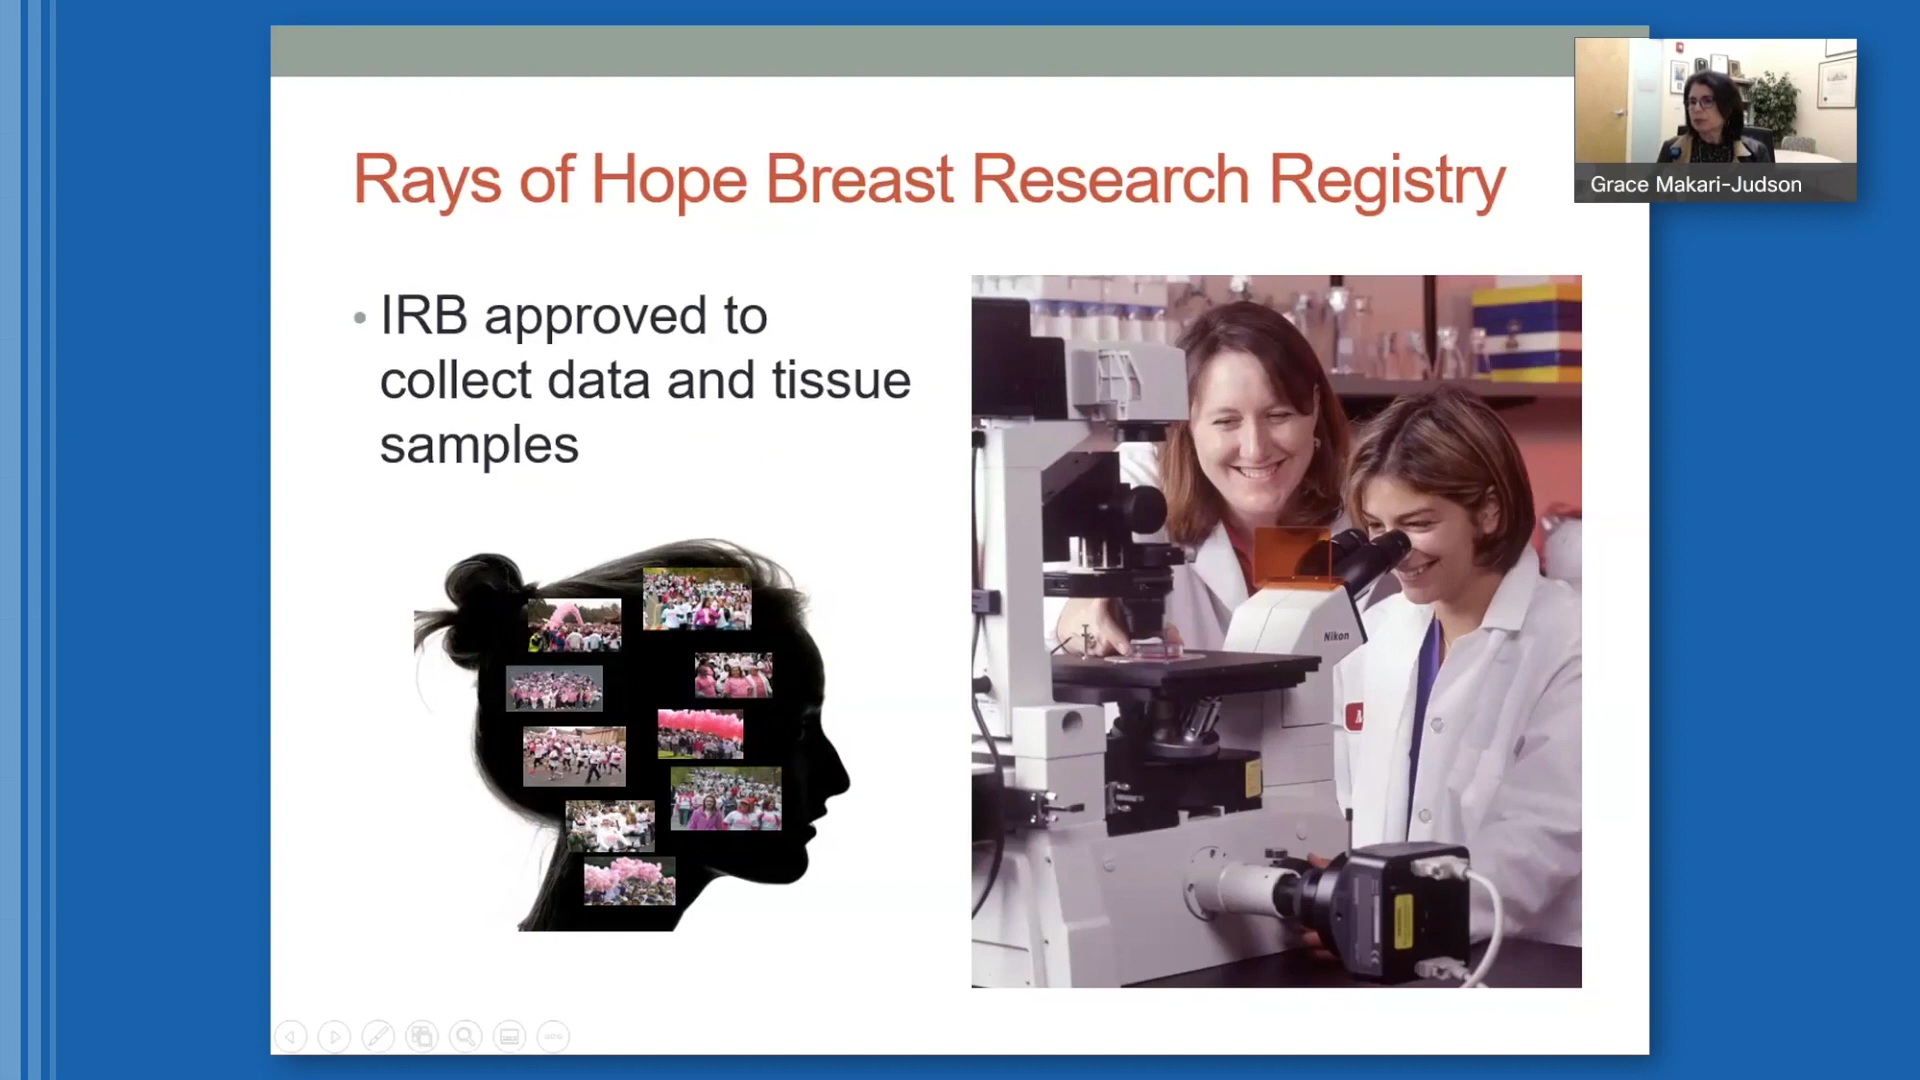 Rays of Hope Breast Research Registry
Grace Makari-Judson
• IRB approved to
collect data and tissue
samples
Nikon